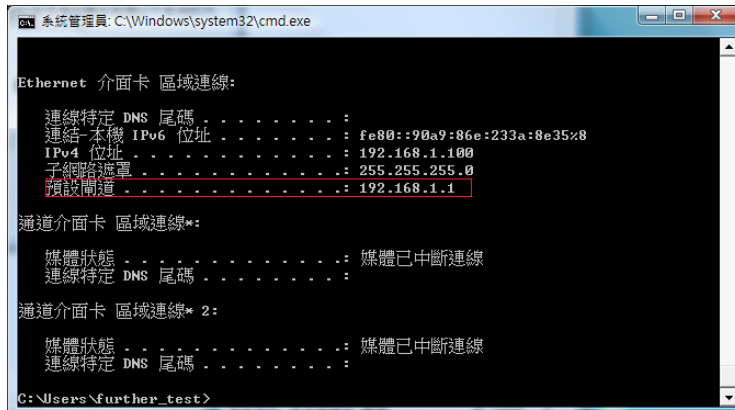 系統管理員: C:\Windows\system32\cmd.exe
Ethernet 介面卡 區域連線:
連線特定 DNS 尾碼 . . . . . . . . :
連結-本機 IPv6 位址 . . . . . . . : fe80::90a9:86e:233a:8e35%8
IPv4 位址 . . . . . . . . . . . . : 192.168.1.100
子網路遮罩 . . . . . . . . . . . .: 255.255.255.0
預設閘道 . . . . . . . . . . . . .: 192.168.1.1
通道介面卡 區域連線*:
媒體狀態 . . . . . . . . . . . . .: 媒體已中斷連線
連線特定 DNS 尾碼 . . . . . . . . :
通道介面卡 區域連線* 2:
媒體狀態 . . . . . . . . . . . . .: 媒體已中斷連線
連線特定 DNS 尾碼 . . . . . . . . :
C:\Users\further_test>